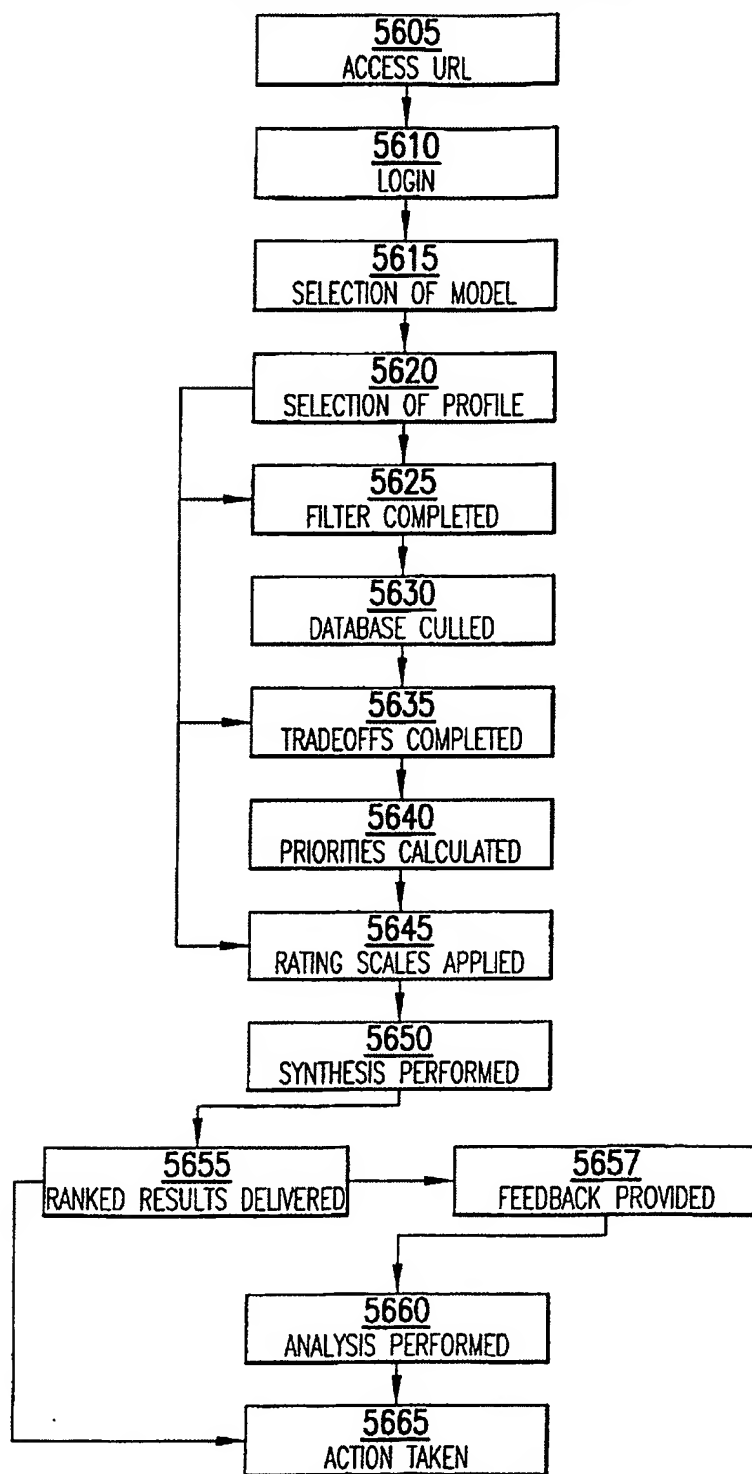 5605
ACCESS URL
5610
LOGIN
5615
SELECTION OF MODEL
5620
SELECTION OF PROFILE
5625
FILTER COMPLETED
5630
DATABASE CULLED
5635
TRADEOFFS COMPLETED
5640
PRIORITIES CALCULATED
5645
RATING SCALES APPLIED
5650
SYNTHESIS PERFORMED
5655
RANKED RESULTS DELIVERED
5657
FEEDBACK PROVIDED
5660
ANALYSIS PERFORMED
5665
ACTION TAKEN